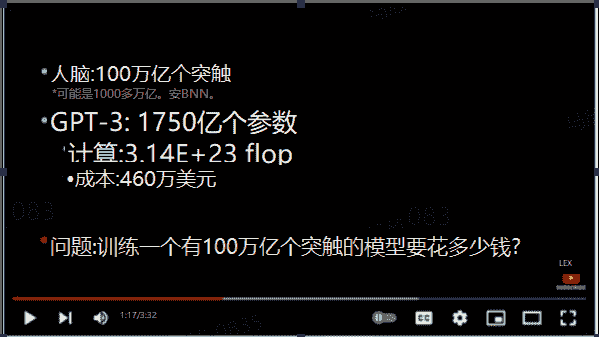 •人脑:100万亿个突触
*可能是1000多万亿。安BNN。
•GPT-3: 1750亿个参数
•计算:3.14E+23 flop
•成本:460万美元
083
083
•问题:训练一个有100万亿个突触的模型要花多少钱?
LEX
1:17/3:32
CC